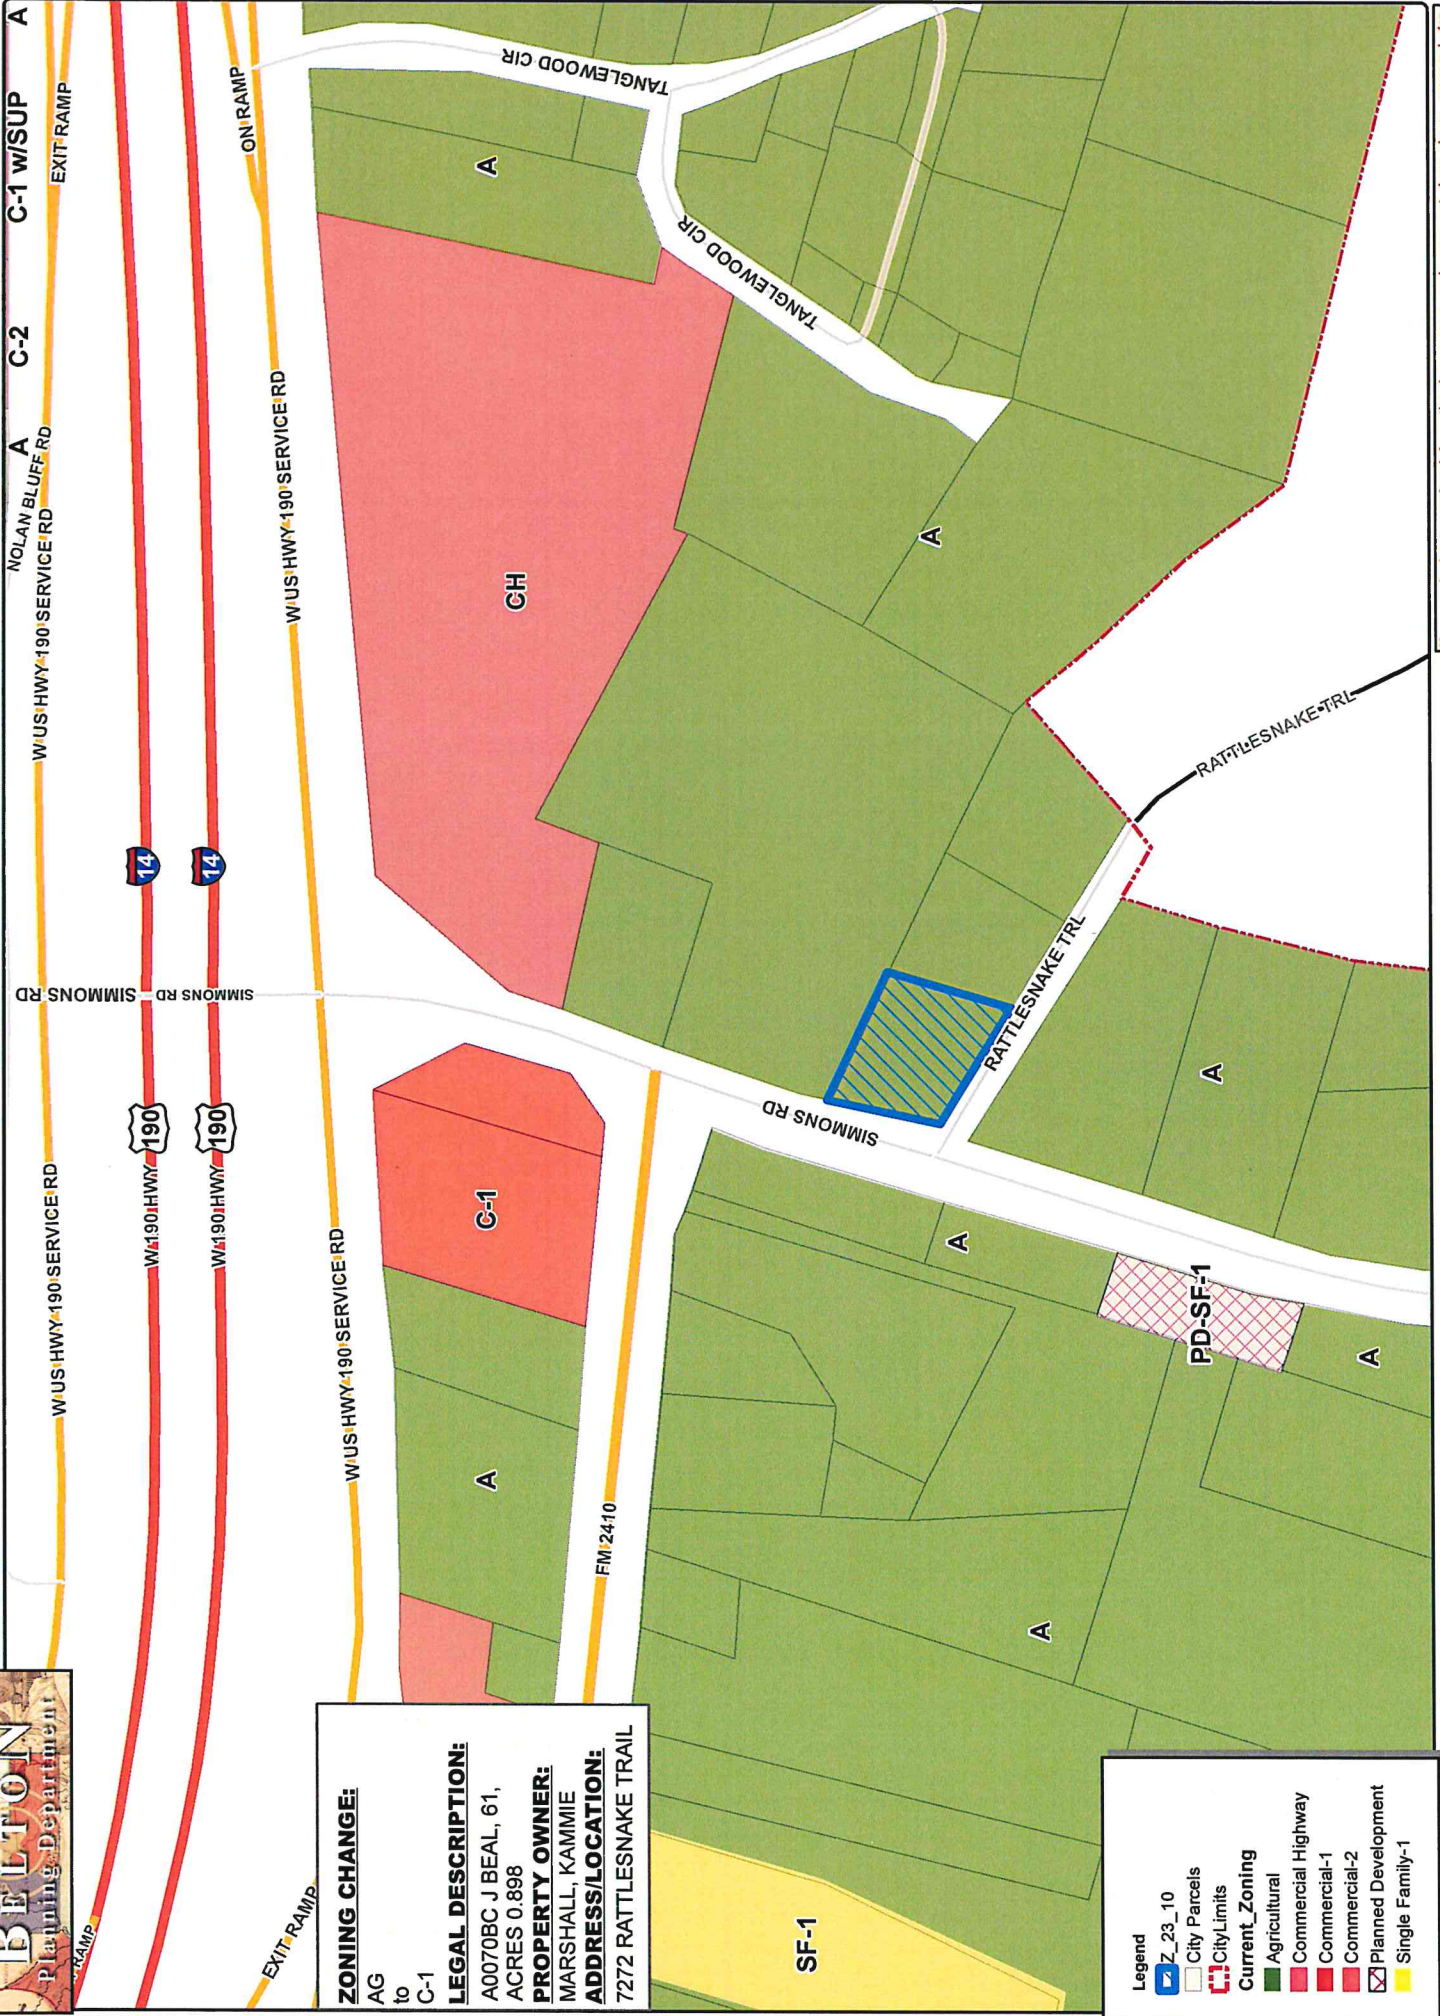 BELTON
Planning Department
RAMP
EXIT RAMP
W US HWY 190 SERVICE RD
W US HWY 190 SERVICE RD
NOLAN BLUFF RD
A
C-2
C-1 w/SUP
A
EXIT RAMP
W 190 HWY
190
14
W 190 HWY
190
14
SIMMONS RD
SIMMONS RD
ON RAMP
W US HWY 190 SERVICE RD
W US HWY 190 SERVICE RD
TANGLEWOOD CIR
A
C-1
CH
A
TANGLEWOOD CIR
FM 2410
SIMMONS RD
RATTLESNAKE TRL
A
A
A
SF-1
A
PD-SF-1
A
RATTLESNAKE TRL
ZONING CHANGE:
AG
to
C-1
LEGAL DESCRIPTION:
A0070BC J BEAL, 61,
ACRES 0.898
PROPERTY OWNER:
MARSHALL, KAMMIE
ADDRESS/LOCATION:
7272 RATTLESNAKE TRAIL
Legend
Z_23_10
City Parcels
CityLimits
Current_Zoning
Agricultural
Commercial Highway
Commercial-1
Commercial-2
Planned Development
Single Family-1